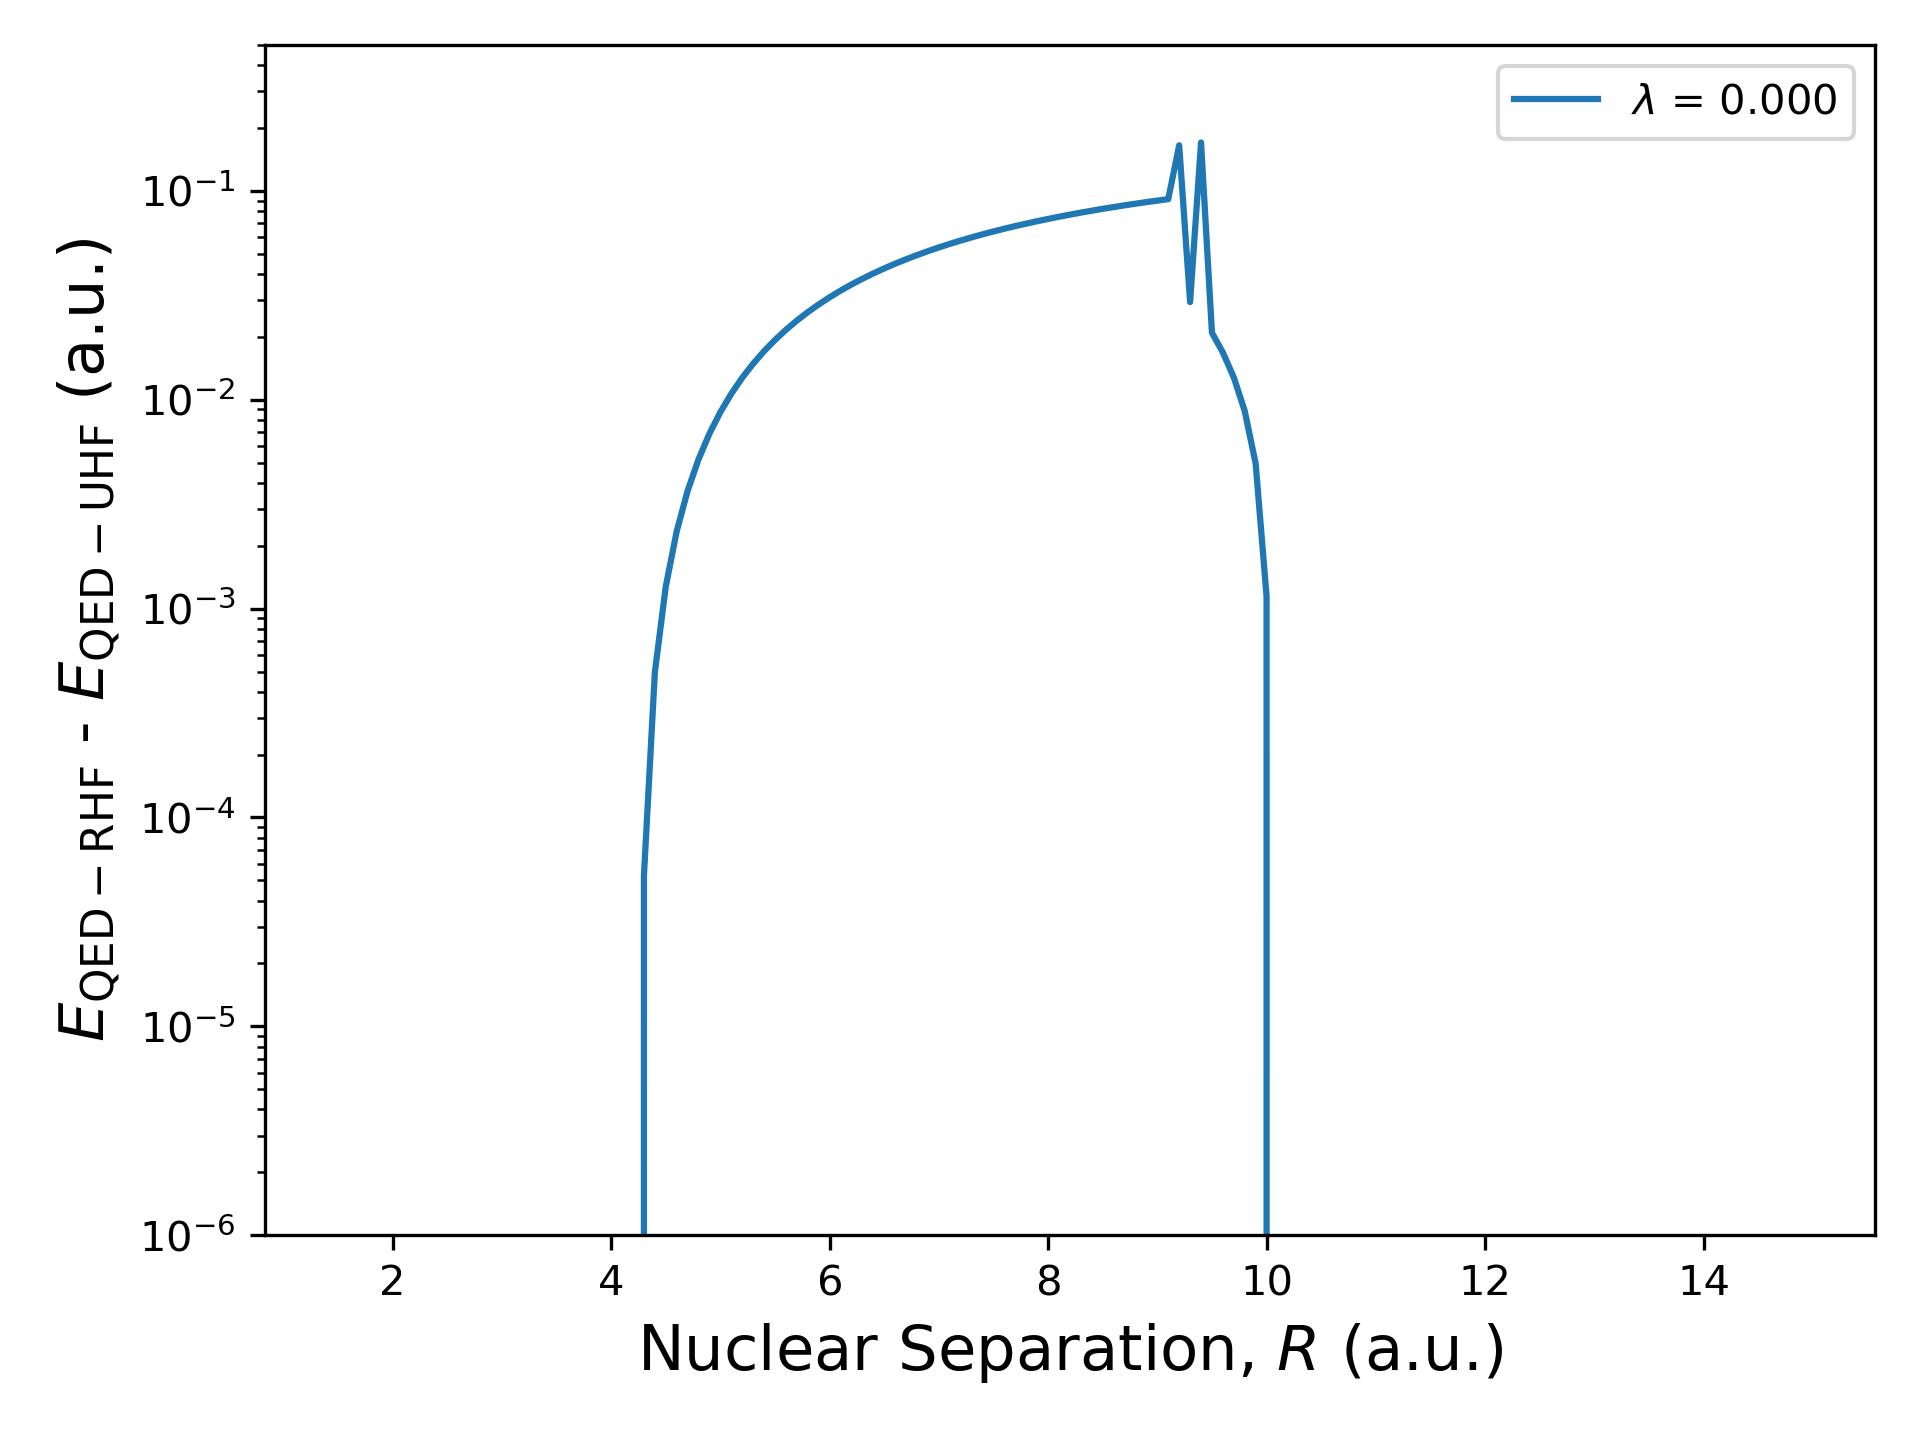 λ = 0.000
10⁻¹
10⁻²
10⁻³
10⁻⁴
10⁻⁵
10⁻⁶
E_QED−RHF - E_QED−UHF (a.u.)
2 4 6 8 10 12 14
Nuclear Separation, R (a.u.)